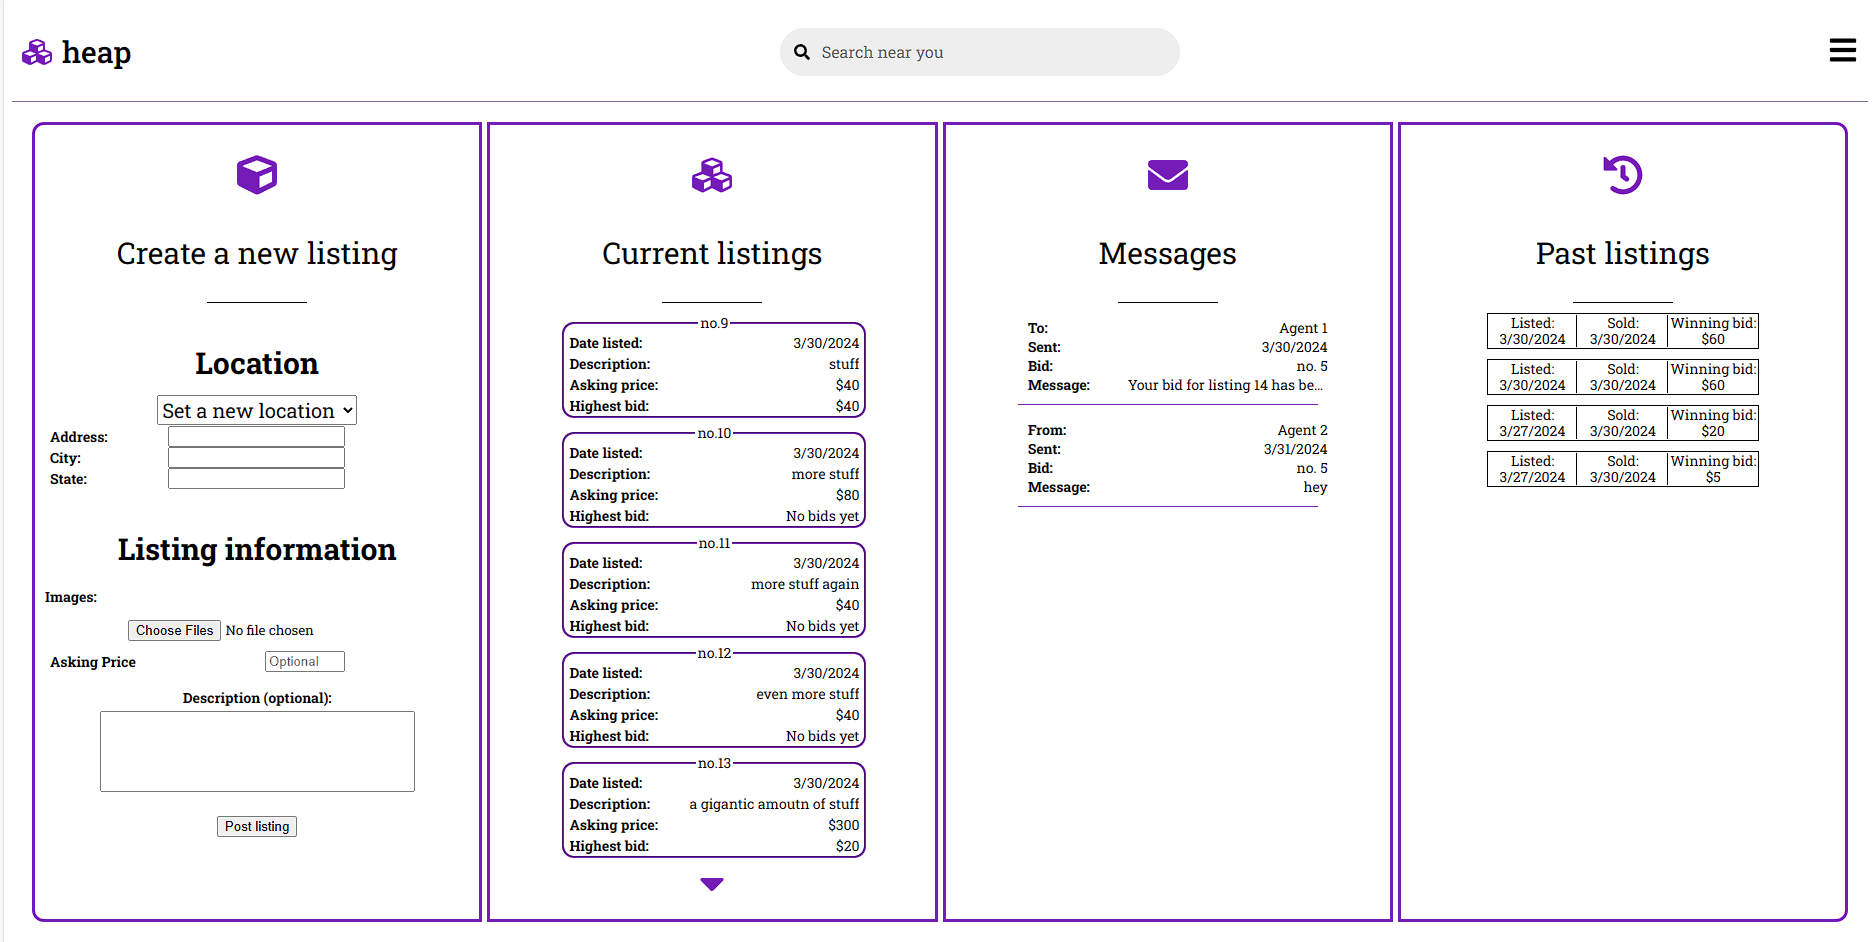 heap
Search near you
Create a new listing
Location
Set a new location
Address:
City:
State:
Listing information
Images:
Choose Files No file chosen
Asking Price Optional
Description (optional):
Post listing
Current listings
no.9
Date listed: 3/30/2024
Description: stuff
Asking price: $40
Highest bid: $40
no.10
Date listed: 3/30/2024
Description: more stuff
Asking price: $80
Highest bid: No bids yet
no.11
Date listed: 3/30/2024
Description: more stuff again
Asking price: $40
Highest bid: No bids yet
no.12
Date listed: 3/30/2024
Description: even more stuff
Asking price: $40
Highest bid: No bids yet
no.13
Date listed: 3/30/2024
Description: a gigantic amoutn of stuff
Asking price: $300
Highest bid: $20
Messages
To: Agent 1
Sent: 3/30/2024
Bid: no. 5
Message: Your bid for listing 14 has be...
From: Agent 2
Sent: 3/31/2024
Bid: no. 5
Message: hey
Past listings
Listed: Sold: Winning bid:
3/30/2024 3/30/2024 $60
Listed: Sold: Winning bid:
3/30/2024 3/30/2024 $60
Listed: Sold: Winning bid:
3/27/2024 3/30/2024 $20
Listed: Sold: Winning bid:
3/27/2024 3/30/2024 $5